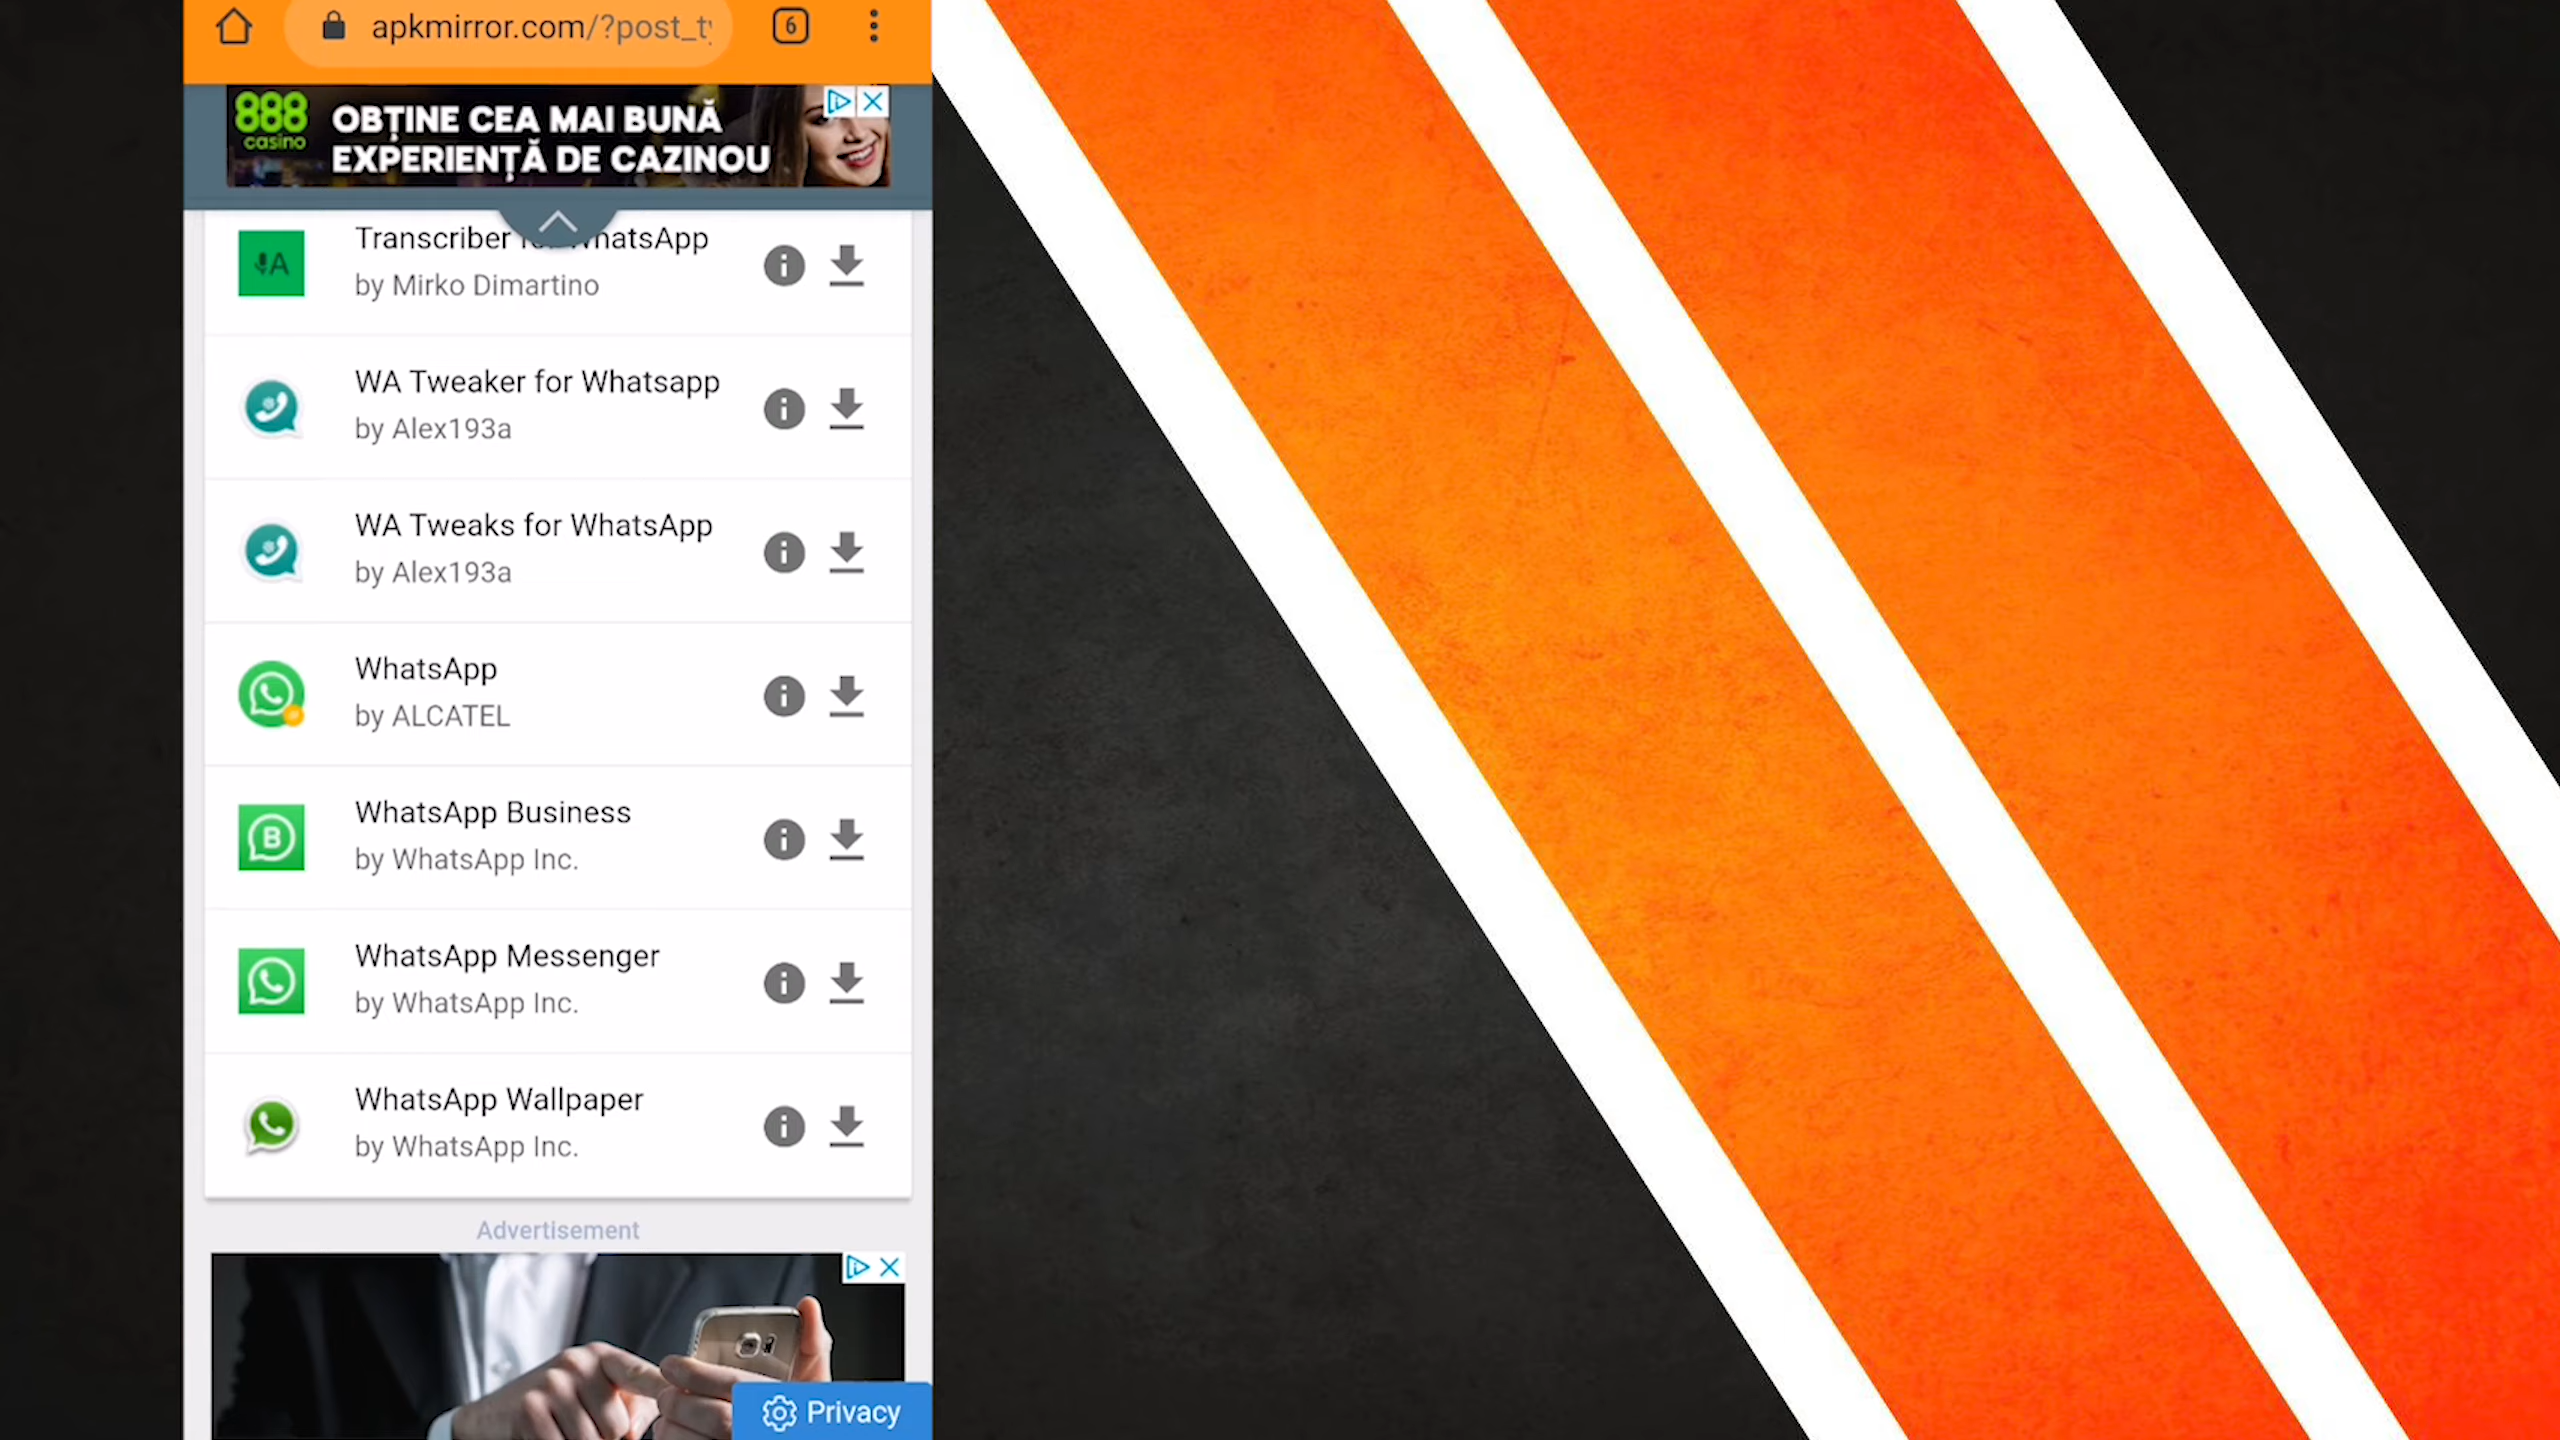 apkmirror.com/?post_ty
6
888
casino
OBȚINE CEA MAI BUNĂ
EXPERIENȚĂ DE CAZINOU
A
Transcriber WhatsApp
by Mirko Dimartino
WA Tweaker for Whatsapp
by Alex193a
WA Tweaks for WhatsApp
by Alex193a
WhatsApp
by ALCATEL
B
WhatsApp Business
by WhatsApp Inc.
WhatsApp Messenger
by WhatsApp Inc.
WhatsApp Wallpaper
by WhatsApp Inc.
Advertisement
Privacy